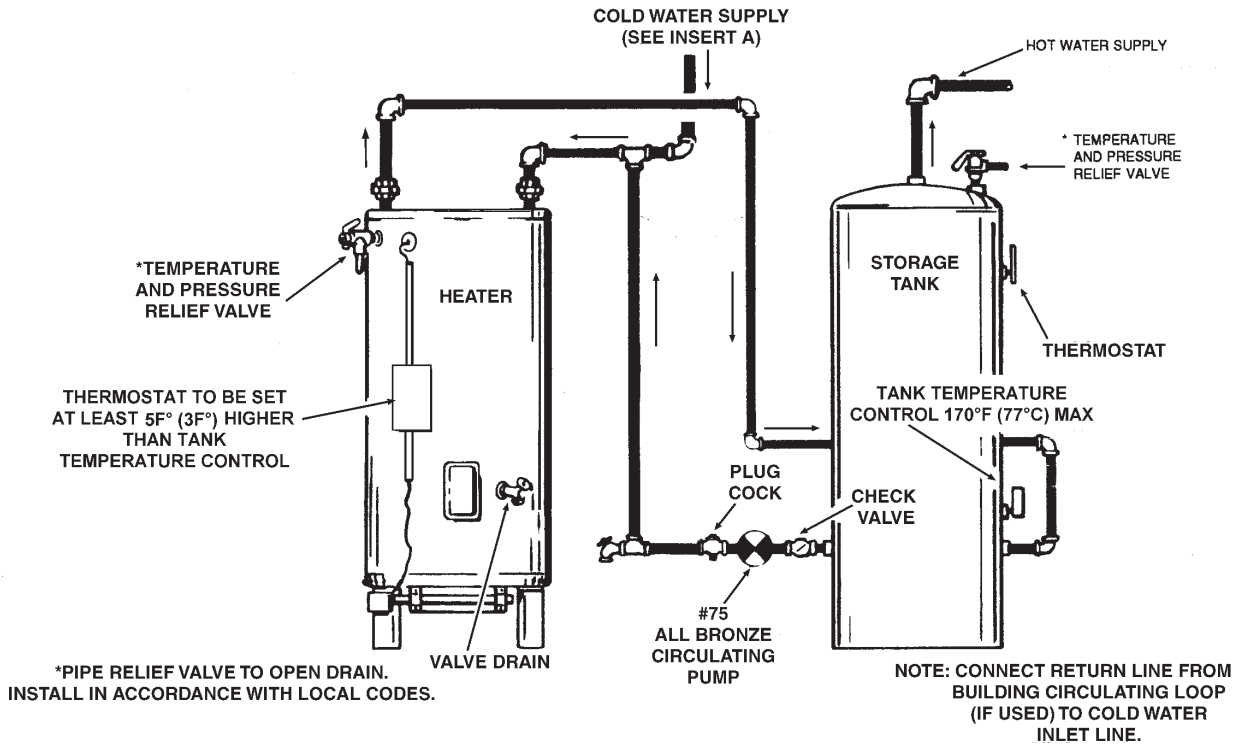 COLD WATER SUPPLY
(SEE INSERT A)
HOT WATER SUPPLY
* TEMPERATURE
AND PRESSURE
RELIEF VALVE
*TEMPERATURE
AND PRESSURE
RELIEF VALVE
HEATER
STORAGE
TANK
THERMOSTAT
THERMOSTAT TO BE SET
AT LEAST 5F° (3F°) HIGHER
THAN TANK
TEMPERATURE CONTROL
TANK TEMPERATURE
CONTROL 170°F (77°C) MAX
PLUG
COCK
CHECK
VALVE
#75
ALL BRONZE
CIRCULATING
PUMP
VALVE DRAIN
*PIPE RELIEF VALVE TO OPEN DRAIN.
INSTALL IN ACCORDANCE WITH LOCAL CODES.
NOTE: CONNECT RETURN LINE FROM
BUILDING CIRCULATING LOOP
(IF USED) TO COLD WATER
INLET LINE.